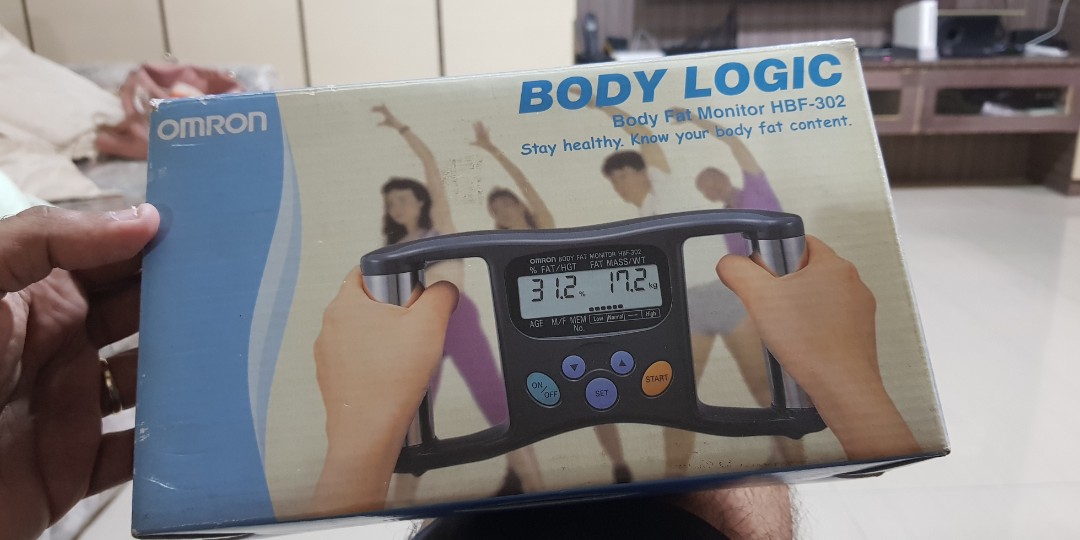 OMRON
BODY LOGIC
Body Fat Monitor HBF-302
Stay healthy. Know your body fat content.
OMRON BODY FAT MONITOR HBF-302
% FAT/HGT FAT MASS/WT
31.2 % 17.2 kg
AGE M/F MEM Low Normal High
No.
ON/OFF ▼ ▲ START
SET